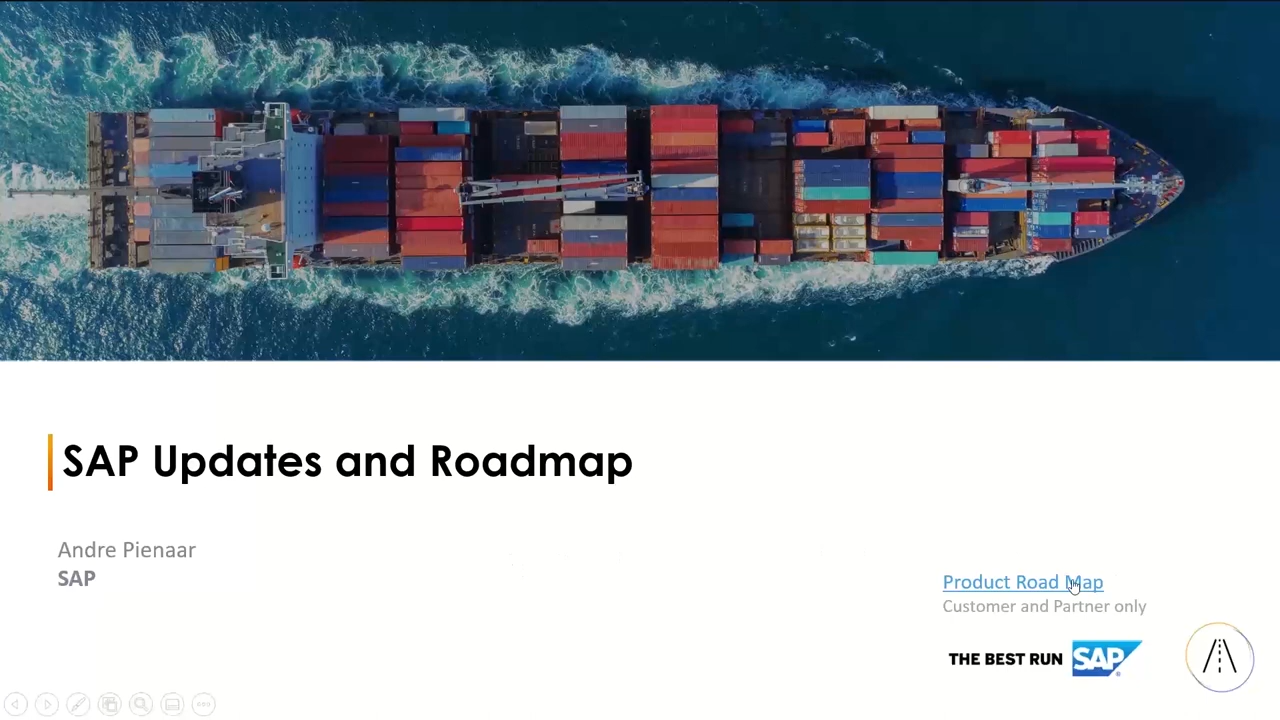 SAP Updates and Roadmap
Andre Pienaar
SAP
Product Road Map
Customer and Partner only
THE BEST RUN SAP